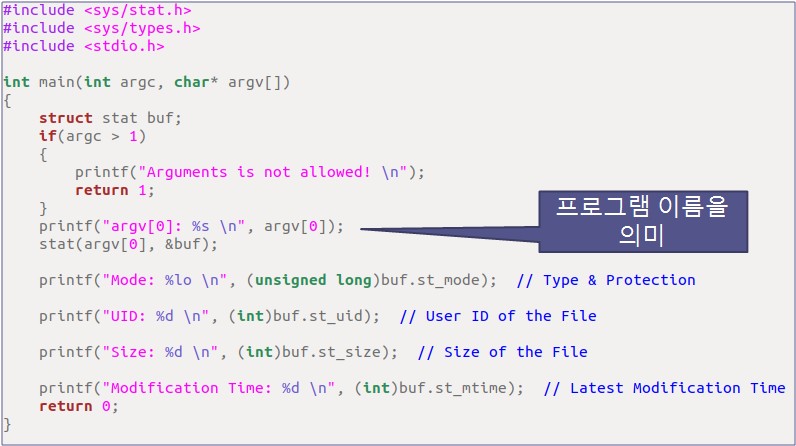 #include <sys/stat.h>
#include <sys/types.h>
#include <stdio.h>

int main(int argc, char* argv[])
{
    struct stat buf;
    if(argc > 1)
    {
        printf("Arguments is not allowed! \n");
        return 1;
    }
    printf("argv[0]: %s \n", argv[0]);
프로그램 이름을
의미
    stat(argv[0], &buf);

    printf("Mode: %lo \n", (unsigned long)buf.st_mode);  // Type & Protection

    printf("UID: %d \n", (int)buf.st_uid);  // User ID of the File

    printf("Size: %d \n", (int)buf.st_size);  // Size of the File

    printf("Modification Time: %d \n", (int)buf.st_mtime);  // Latest Modification Time
    return 0;
}